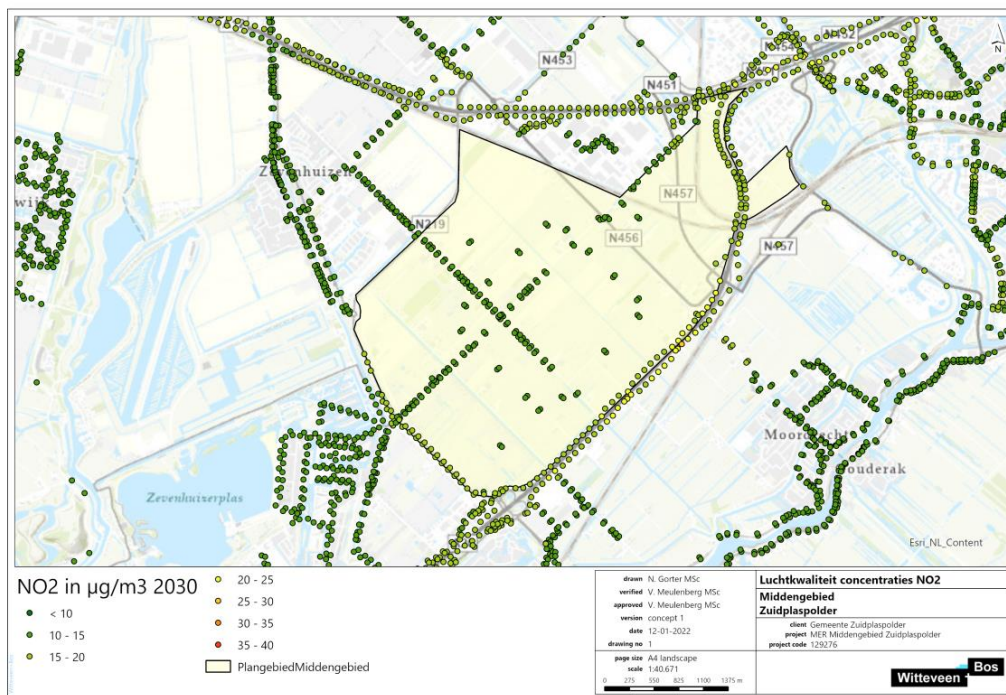 N453
N452
N454
N451
N
Zevenhuizen
wijk
N219
N457
N456
N457
Moordrecht
Gouderak
Zevenhuizerplas
Esri_NL_Content
NO2 in µg/m3 2030
< 10
10 - 15
15 - 20
20 - 25
25 - 30
30 - 35
35 - 40
PlangebiedMiddengebied
drawn N. Gorter MSc
verified V. Meulenberg MSc
approved V. Meulenberg MSc
version concept 1
date 12-01-2022
drawing no 1
page size A4 landscape
scale 1:40.671
0 275 550 825 1100 1375 m
Luchtkwaliteit concentraties NO2
Middengebied
Zuidplaspolder
client Gemeente Zuidplaspolder
project MER Middengebied Zuidplaspolder
project code 129276
Witteveen + Bos